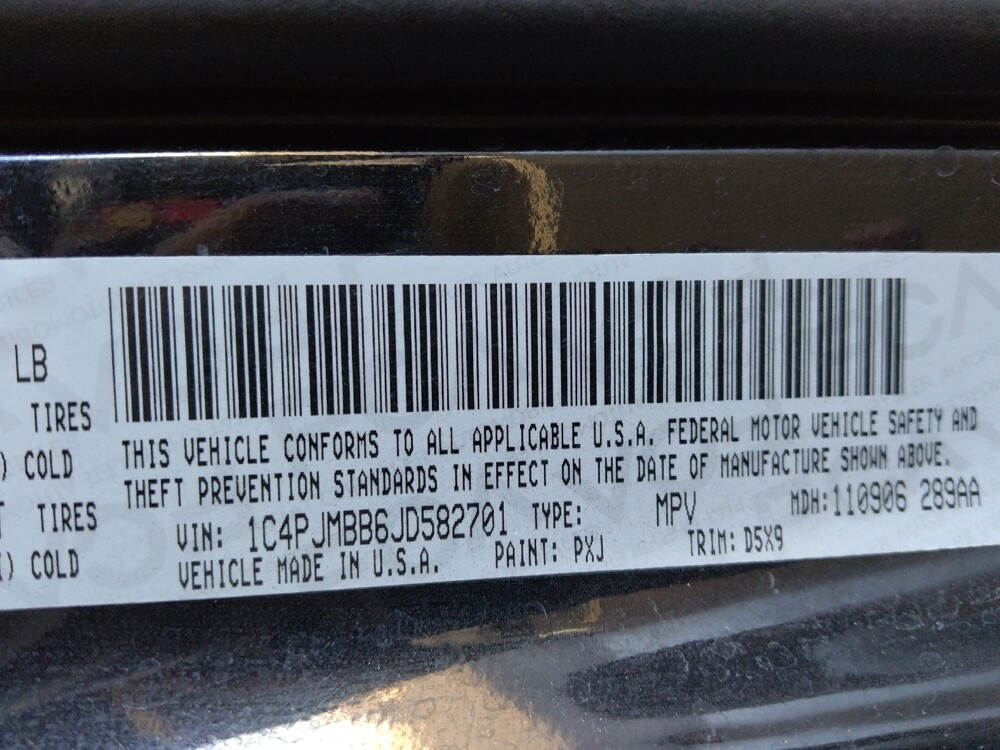 LB
TIRES
) COLD
TIRES
) COLD
THIS VEHICLE CONFORMS TO ALL APPLICABLE U.S.A. FEDERAL MOTOR VEHICLE SAFETY AND
THEFT PREVENTION STANDARDS IN EFFECT ON THE DATE OF MANUFACTURE SHOWN ABOVE.
VIN: 1C4PJMBB6JD582701 TYPE: MPV MDH:110906 289AA
VEHICLE MADE IN U.S.A. PAINT: PXJ TRIM: D5X9